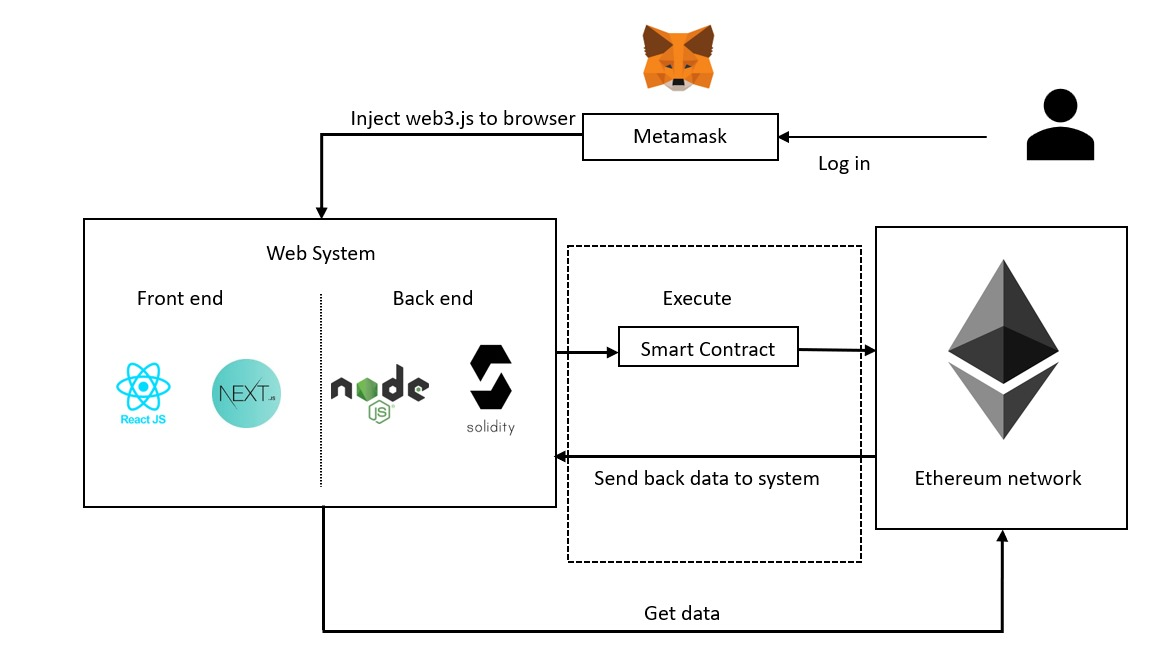 Inject web3.js to browser
Metamask
Log in
Web System
Front end
Back end
React JS
NEXT.JS
node
JS
solidity
Execute
Smart Contract
Send back data to system
Ethereum network
Get data